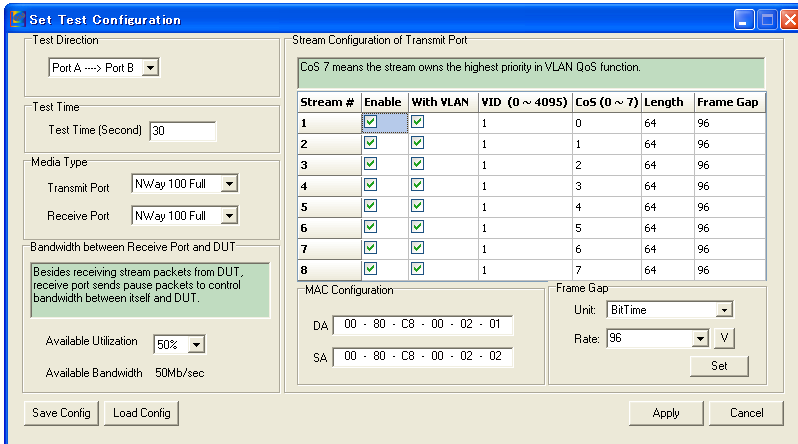 Set Test Configuration
Test Direction
Port A ----> Port B
Test Time
Test Time (Second) 30
Media Type
Transmit Port NWay 100 Full
Receive Port NWay 100 Full
Bandwidth between Receive Port and DUT
Besides receiving stream packets from DUT,
receive port sends pause packets to control
bandwidth between itself and DUT.
Available Utilization 50%
Available Bandwidth 50Mb/sec
Stream Configuration of Transmit Port
CoS 7 means the stream owns the highest priority in VLAN QoS function.
Stream # Enable With VLAN VID (0 ~ 4095) CoS (0 ~ 7) Length Frame Gap
1 1 0 64 96
2 1 1 64 96
3 1 2 64 96
4 1 3 64 96
5 1 4 64 96
6 1 5 64 96
7 1 6 64 96
8 1 7 64 96
MAC Configuration
DA 00 - 80 - C8 - 00 - 02 - 01
SA 00 - 80 - C8 - 00 - 02 - 02
Frame Gap
Unit: BitTime
Rate: 96 V
Set
Save Config Load Config Apply Cancel